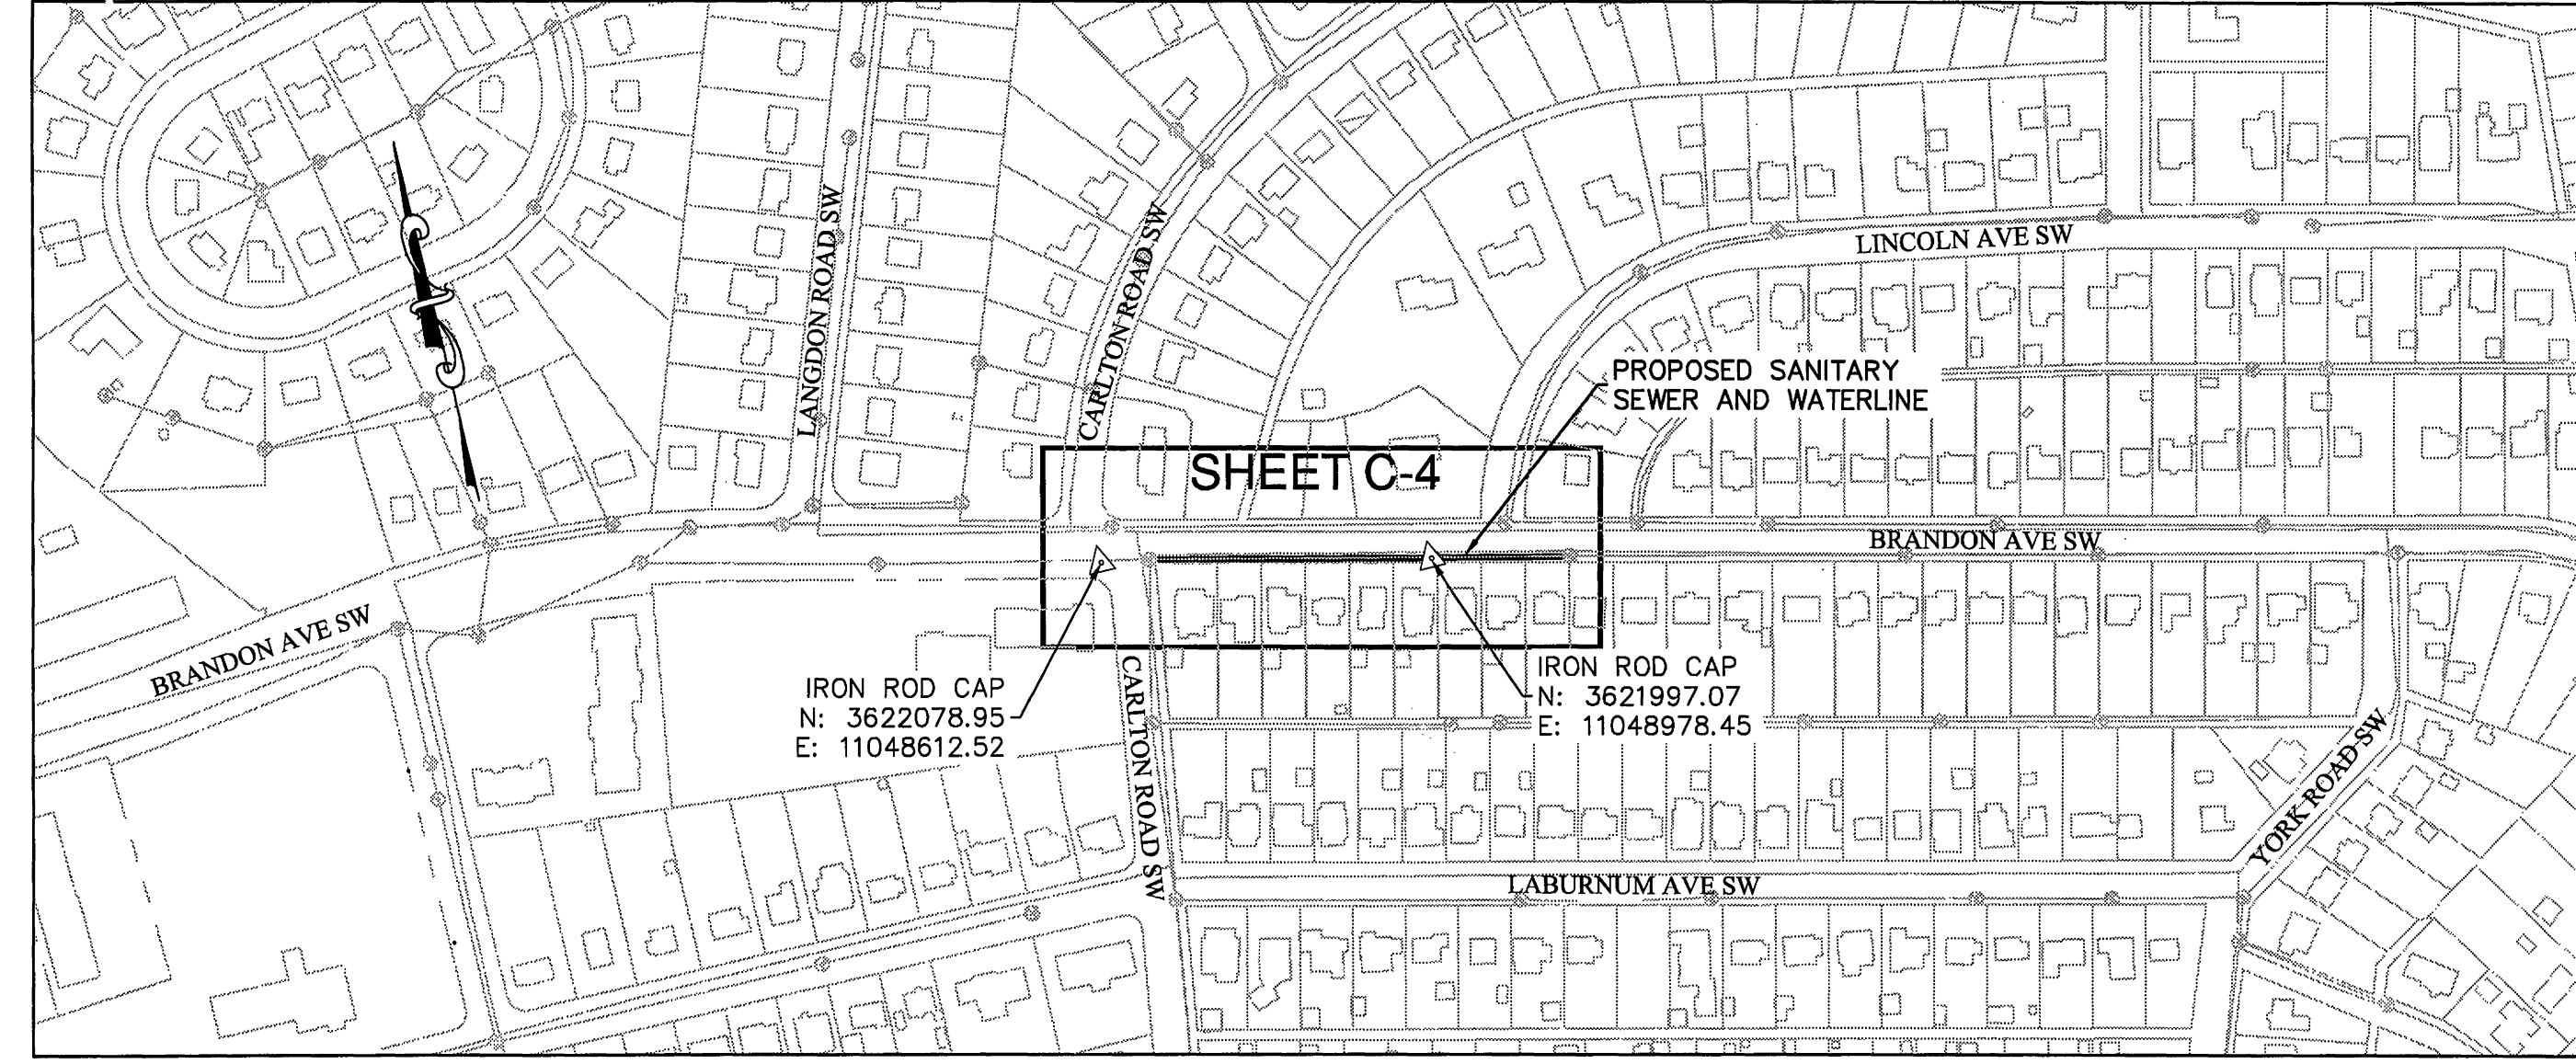 LANGDON ROAD SW
CARLTON ROAD SW
LINCOLN AVE SW
PROPOSED SANITARY
SEWER AND WATERLINE
SHEET C-4
BRANDON AVE SW
BRANDON AVE SW
IRON ROD CAP
N: 3622078.95
E: 11048612.52
CARLTON ROAD SW
IRON ROD CAP
N: 3621997.07
E: 11048978.45
YORK ROAD SW
LABURNUM AVE SW